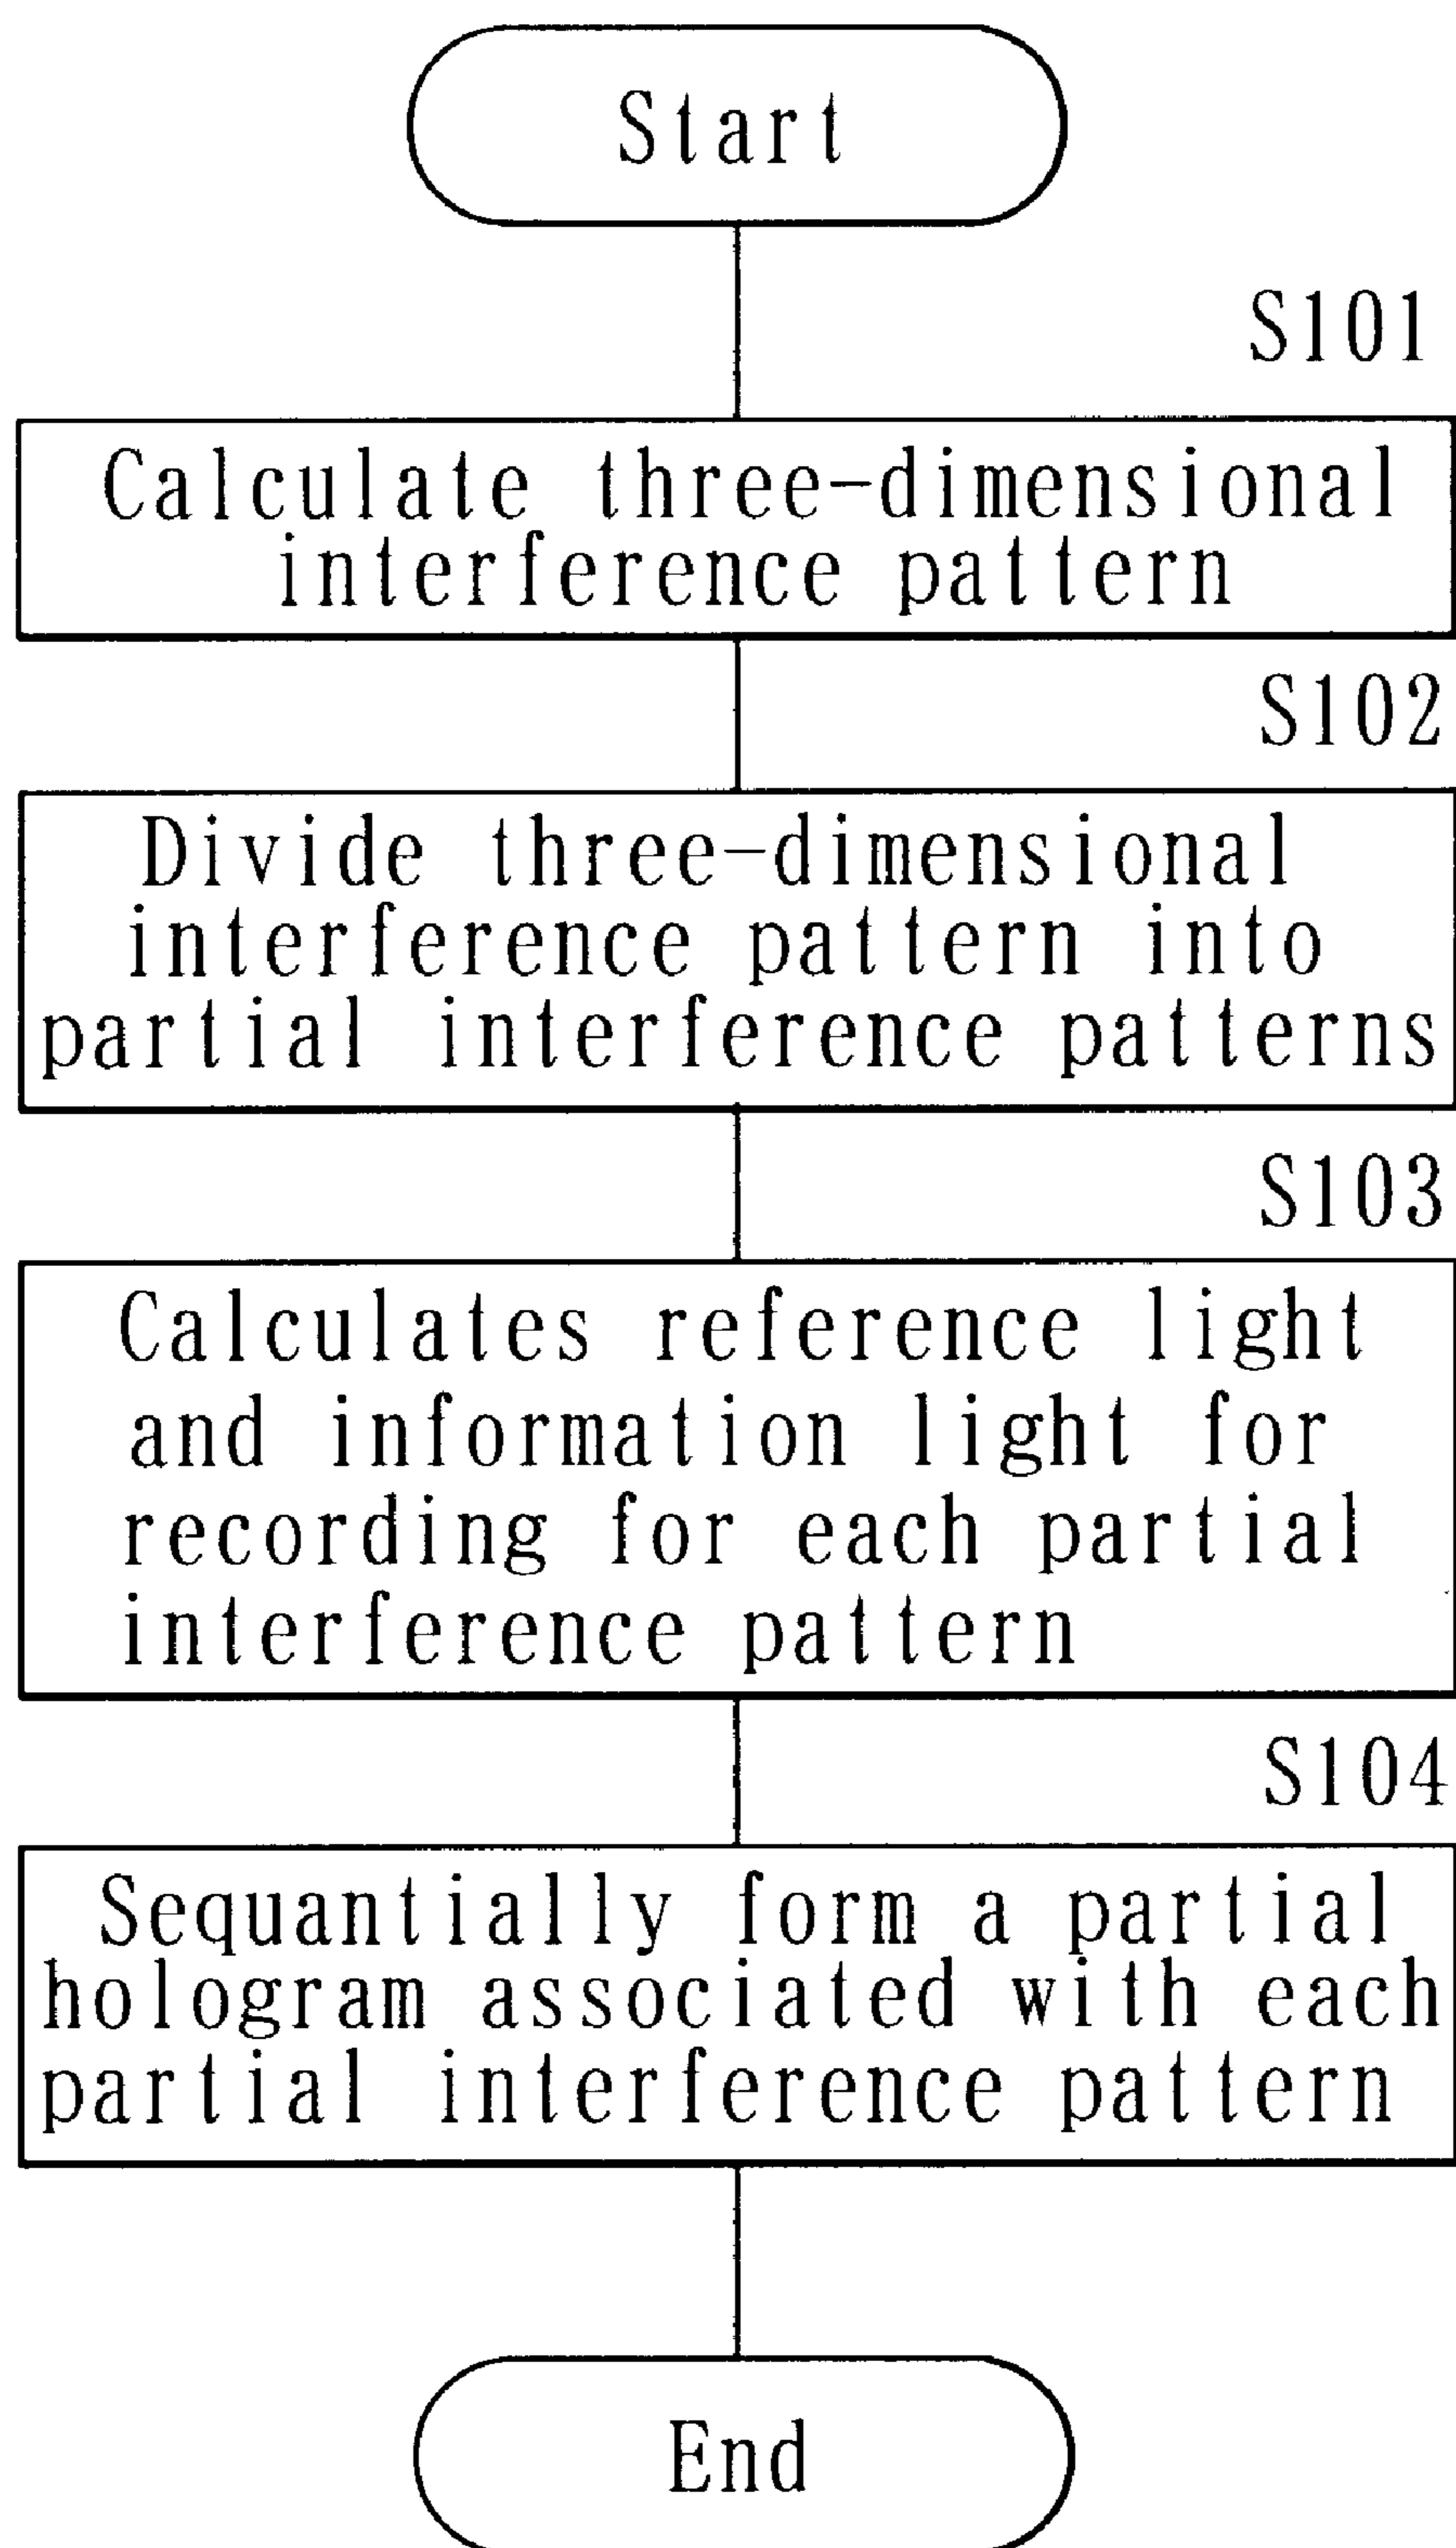 Start
S101
Calculate three-dimensional
interference pattern
S102
Divide three-dimensional
interference pattern into
partial interference patterns
S103
Calculates reference light
and information light for
recording for each partial
interference pattern
S104
Sequantially form a partial
hologram associated with each
partial interference pattern
End